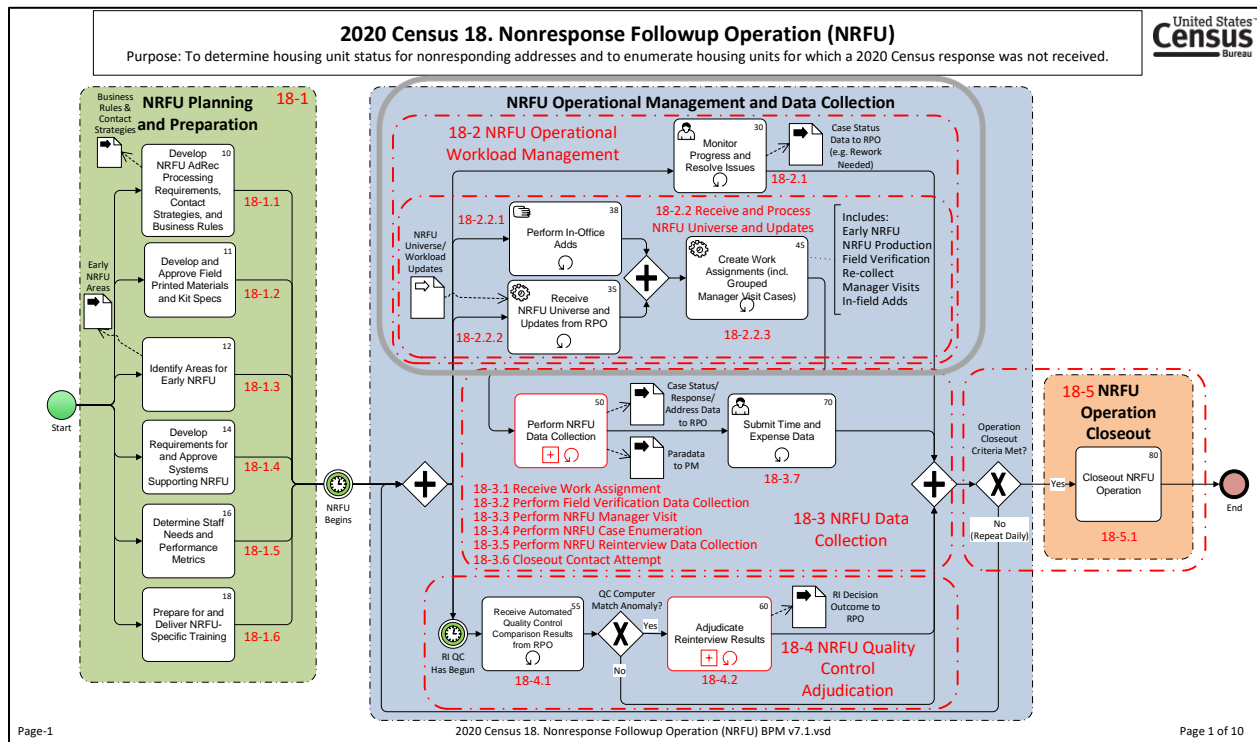 2020 Census 18. Nonresponse Followup Operation (NRFU)
Purpose: To determine housing unit status for nonresponding addresses and to enumerate housing units for which a 2020 Census response was not received.
United States™
Census
Bureau
NRFU Planning
and Preparation
18-1
Business
Rules &
Contact
Strategies
10
Develop
NRFU AdRec
Processing
Requirements,
Contact
Strategies, and
Business Rules
18-1.1
11
Develop and
Approve Field
Printed Materials
and Kit Specs
18-1.2
Early
NRFU
Areas
12
Identify Areas for
Early NRFU
18-1.3
14
Develop
Requirements for
and Approve
Systems
Supporting NRFU
18-1.4
16
Determine Staff
Needs and
Performance
Metrics
18-1.5
18
Prepare for and
Deliver NRFU-
Specific Training
18-1.6
Start
NRFU
Begins
NRFU Operational Management and Data Collection
18-2 NRFU Operational
Workload Management
30
Monitor
Progress and
Resolve Issues
18-2.1
Case Status
Data to RPO
(e.g. Rework
Needed)
18-2.2 Receive and Process
NRFU Universe and Updates
18-2.2.1
38
Perform In-Office
Adds
NRFU
Universe/
Workload
Updates
35
Receive
NRFU Universe and
Updates from RPO
18-2.2.2
45
Create Work
Assignments (incl.
Grouped
Manager Visit Cases)
18-2.2.3
Includes:
Early NRFU
NRFU Production
Field Verification
Re-collect
Manager Visits
In-field Adds
50
Perform NRFU
Data Collection
Case Status/
Response/
Address Data
to RPO
Paradata
to PM
70
Submit Time and
Expense Data
18-3.7
18-3.1 Receive Work Assignment
18-3.2 Perform Field Verification Data Collection
18-3.3 Perform NRFU Manager Visit
18-3.4 Perform NRFU Case Enumeration
18-3.5 Perform NRFU Reinterview Data Collection
18-3.6 Closeout Contact Attempt
18-3 NRFU Data
Collection
RI QC
Has Begun
55
Receive Automated
Quality Control
Comparison Results
from RPO
18-4.1
QC Computer
Match Anomaly?
Yes
No
60
Adjudicate
Reinterview Results
18-4.2
RI Decision
Outcome to
RPO
18-4 NRFU Quality
Control
Adjudication
Operation
Closeout
Criteria Met?
X
X
Yes
No
(Repeat Daily)
18-5 NRFU
Operation
Closeout
80
Closeout NRFU
Operation
18-5.1
End
Page-1
2020 Census 18. Nonresponse Followup Operation (NRFU) BPM v7.1.vsd
Page 1 of 10